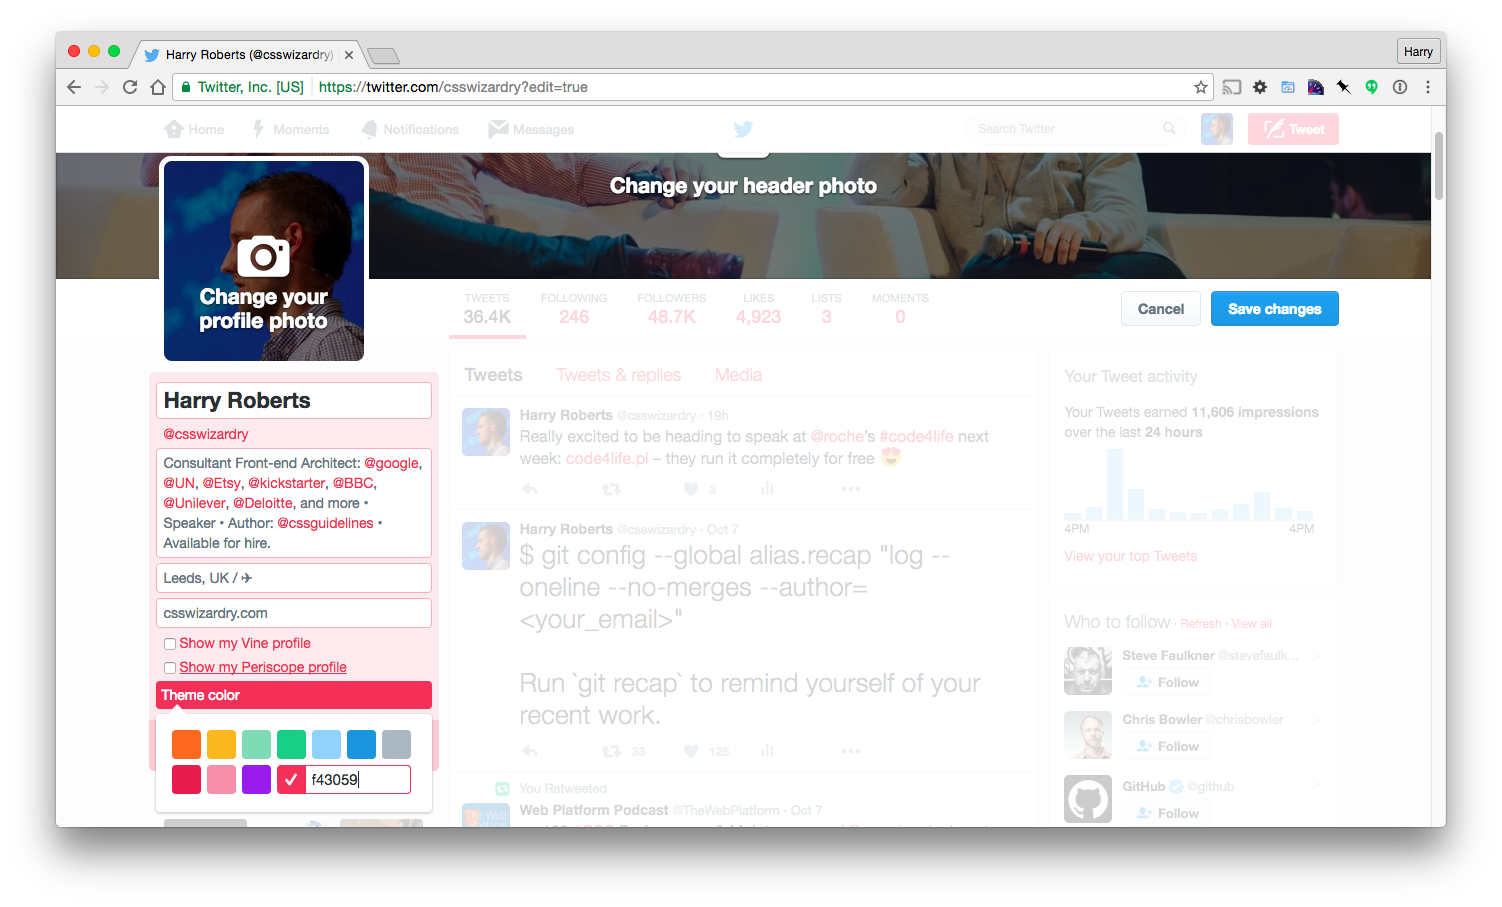 Harry Roberts (@csswizardry)
Harry
Twitter, Inc. [US]
https://twitter.com/csswizardry?edit=true
Home
Moments
Notifications
Messages
Search Twitter
Tweet
Change your header photo
Change your
profile photo
TWEETS
36.4K
FOLLOWING
246
FOLLOWERS
48.7K
LIKES
4,923
LISTS
3
MOMENTS
0
Cancel
Save changes
Harry Roberts
@csswizardry
Consultant Front-end Architect: @google,
@UN, @Etsy, @kickstarter, @BBC,
@Unilever, @Deloitte, and more •
Speaker • Author: @cssguidelines •
Available for hire.
Leeds, UK / ✈
csswizardry.com
Show my Vine profile
Show my Periscope profile
Theme color
f43059
Tweets
Tweets & replies
Media
Harry Roberts @csswizardry · 19h
Really excited to be heading to speak at @roche's #code4life next
week: code4life.pl – they run it completely for free 😍
3
Harry Roberts @csswizardry · Oct 7
$ git config --global alias.recap "log --
oneline --no-merges --author=
<your_email>"
Run `git recap` to remind yourself of your
recent work.
33
126
You Retweeted
Web Platform Podcast @TheWebPlatform · Oct 7
Your Tweet activity
Your Tweets earned 11,606 impressions
over the last 24 hours
4PM
4PM
View your top Tweets
Who to follow · Refresh · View all
Steve Faulkner @stevefaulk...
Follow
Chris Bowler @chrisbowler
Follow
GitHub @github
Follow